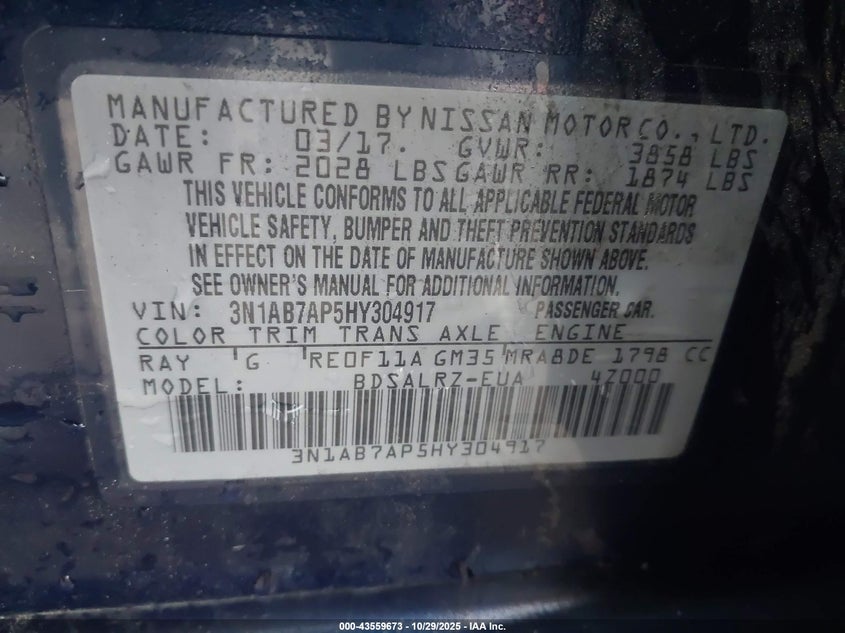 MANUFACTURED BY NISSAN MOTOR CO., LTD.
DATE: 03/17. GVWR: 3858 LBS
GAWR FR: 2028 LBS GAWR RR: 1874 LBS
THIS VEHICLE CONFORMS TO ALL APPLICABLE FEDERAL MOTOR
VEHICLE SAFETY, BUMPER AND THEFT PREVENTION STANDARDS
IN EFFECT ON THE DATE OF MANUFACTURE SHOWN ABOVE.
SEE OWNER'S MANUAL FOR ADDITIONAL INFORMATION.
VIN: 3N1AB7AP5HY304917 PASSENGER CAR.
COLOR TRIM TRANS AXLE ENGINE
RAY G RE0F11A GM35 MRA8DE 1798 CC
MODEL: BDSALRZ-EUA 4Z000
3N1AB7AP5HY304917
000-43559673 - 10/29/2025 - IAA Inc.